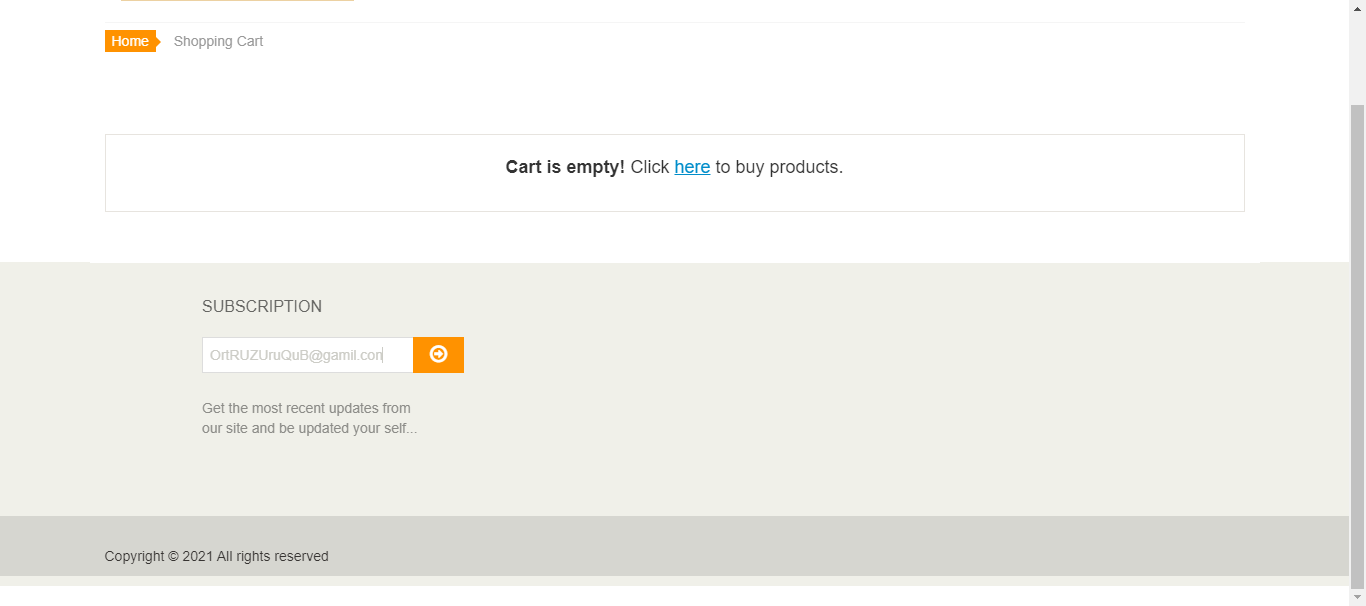 Home Shopping Cart
Cart is empty! Click here to buy products.
SUBSCRIPTION
OrtRUZUruQuB@gamil.com
Get the most recent updates from
our site and be updated your self...
Copyright © 2021 All rights reserved